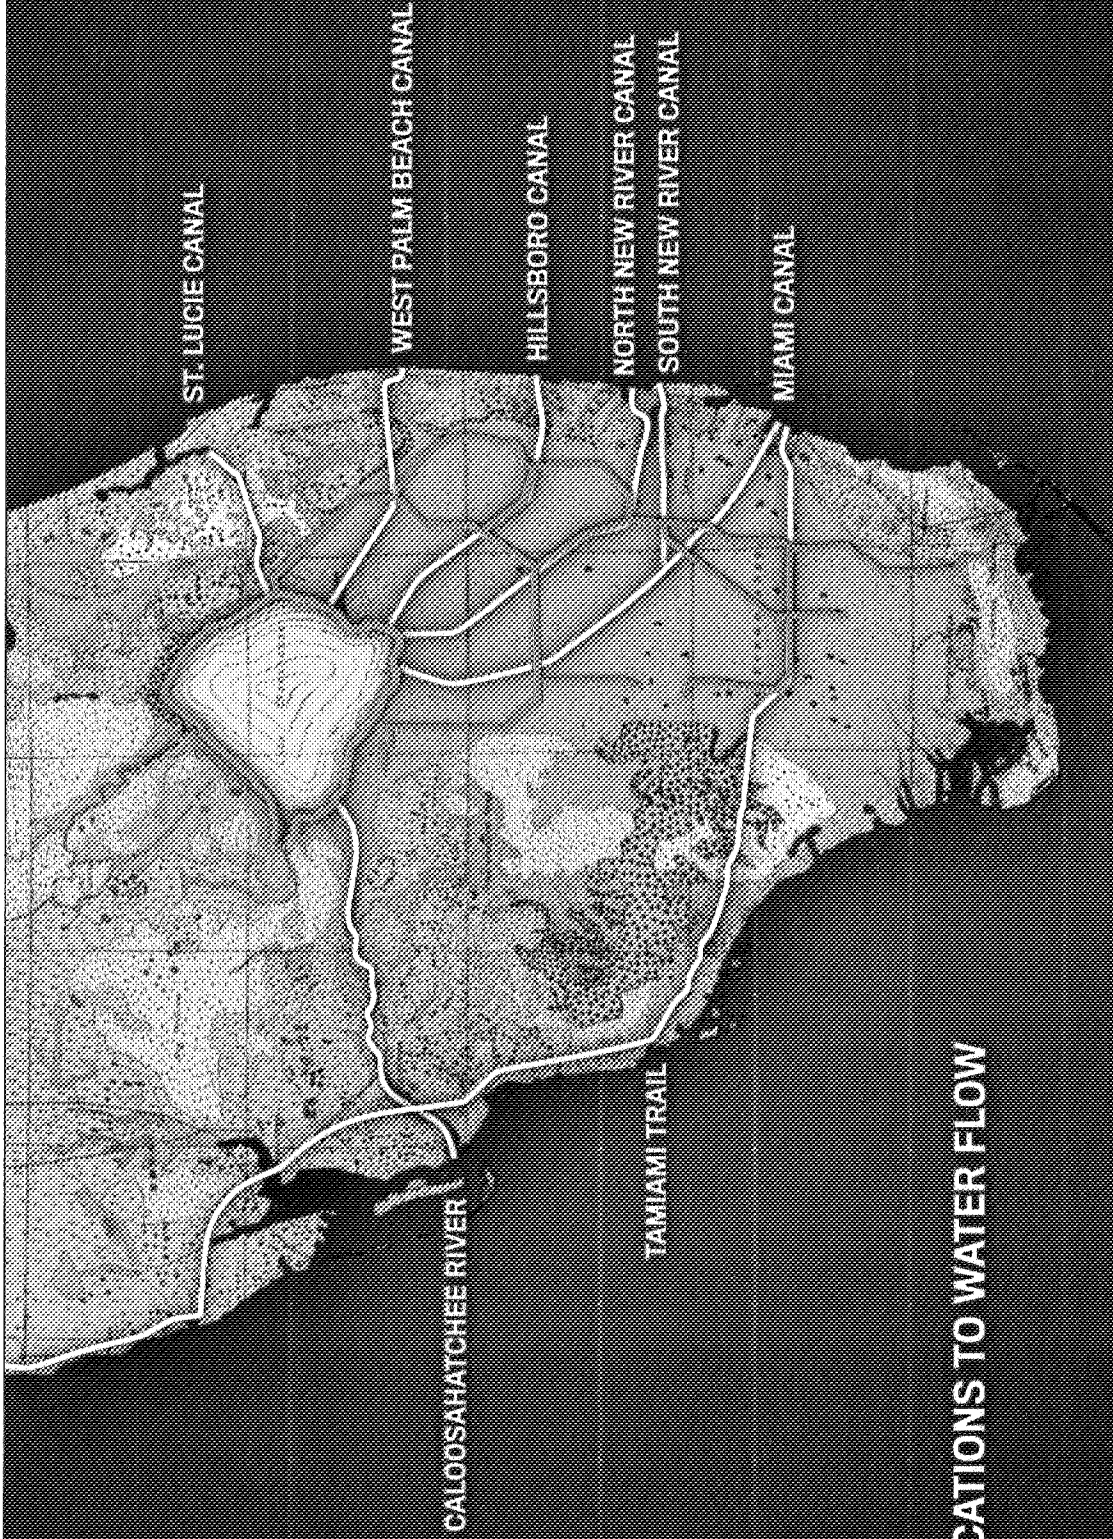 ST. LUCIE CANAL
WEST PALM BEACH CANAL
HILLSBORO CANAL
NORTH NEW RIVER CANAL
SOUTH NEW RIVER CANAL
MIAMI CANAL
CALOOSAHATCHEE RIVER
TAMIAMI TRAIL
CATIONS TO WATER FLOW